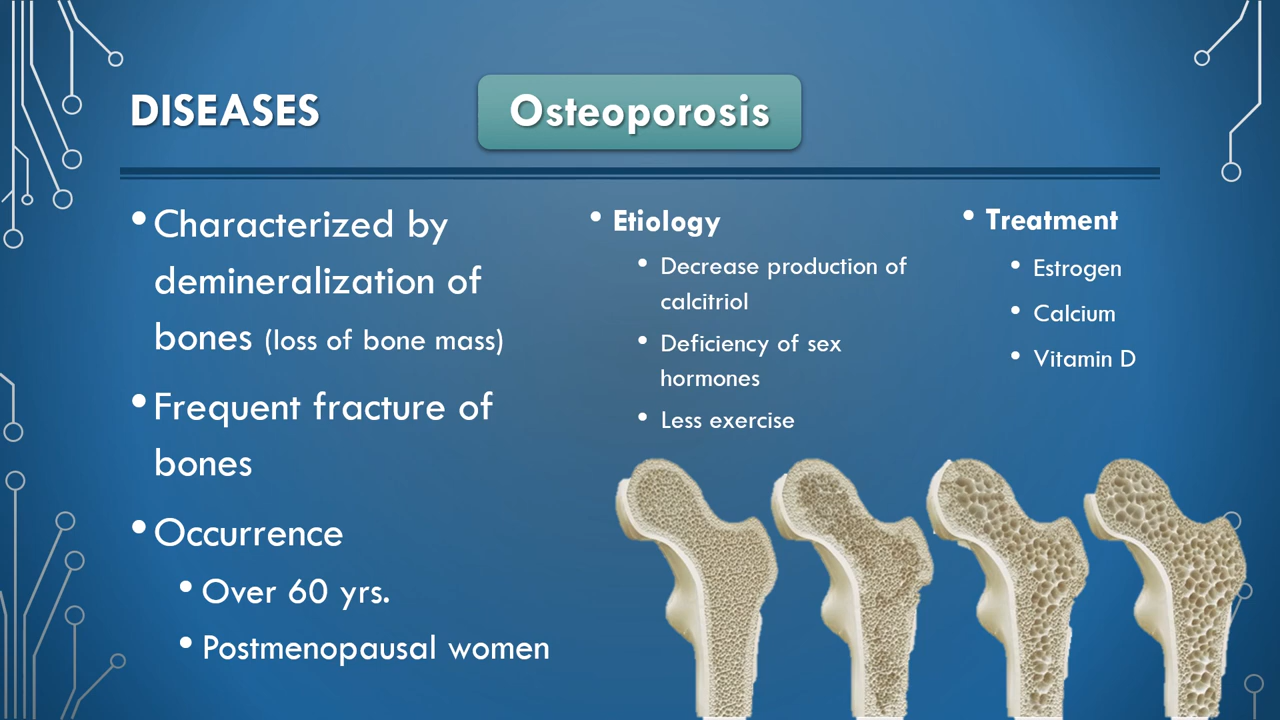 DISEASES
Osteoporosis
• Characterized by
demineralization of
bones (loss of bone mass)
• Frequent fracture of
bones
• Occurrence
• Over 60 yrs.
• Postmenopausal women
• Etiology
• Decrease production of
calcitriol
• Deficiency of sex
hormones
• Less exercise
• Treatment
• Estrogen
• Calcium
• Vitamin D